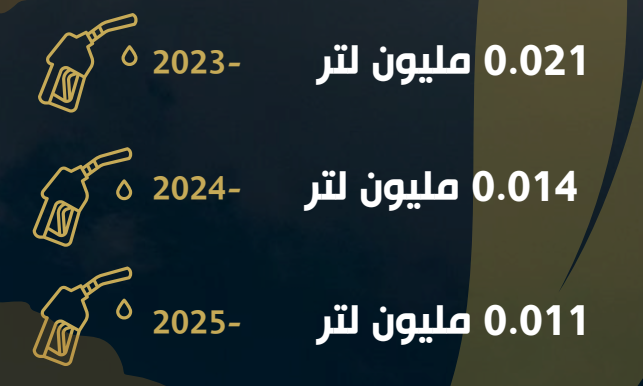 2023- 0.021 مليون لتر
2024- 0.014 مليون لتر
2025- 0.011 مليون لتر